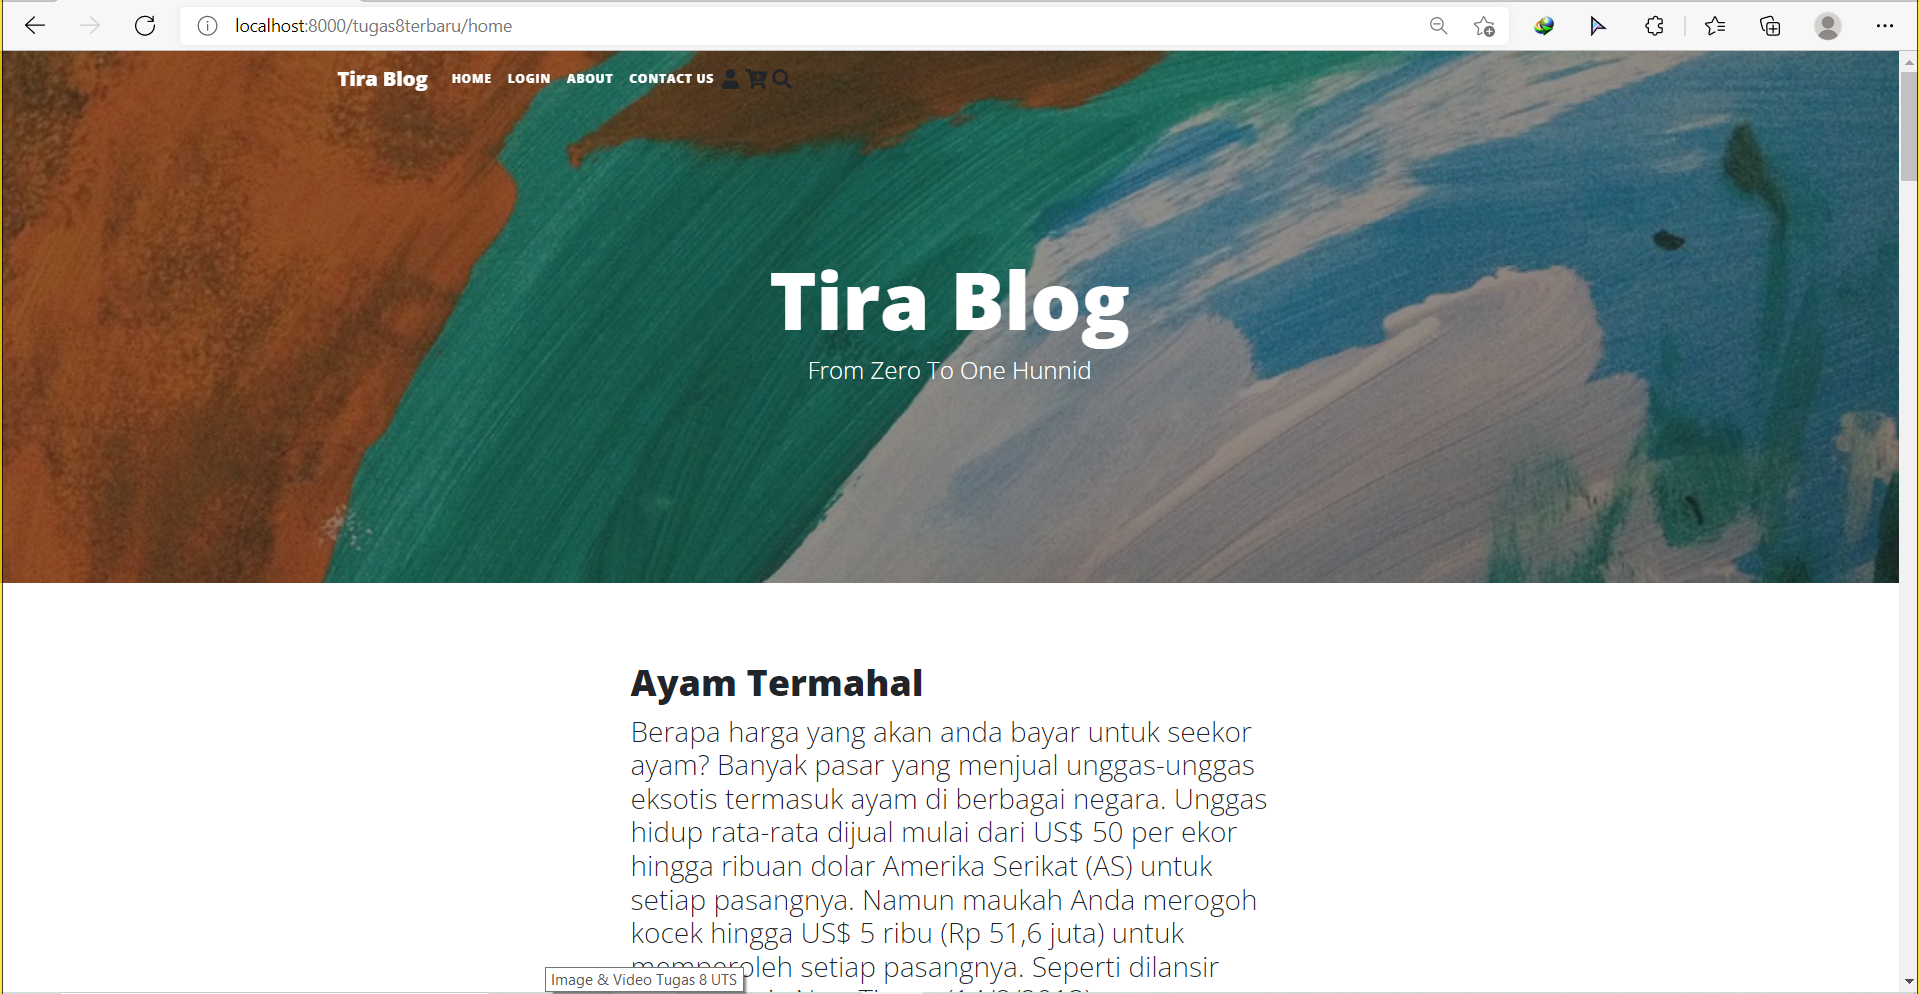 localhost:8000/tugas8terbaru/home
Tira Blog HOME LOGIN ABOUT CONTACT US
Tira Blog
From Zero To One Hunnid
Ayam Termahal
Berapa harga yang akan anda bayar untuk seekor
ayam? Banyak pasar yang menjual unggas-unggas
eksotis termasuk ayam di berbagai negara. Unggas
hidup rata-rata dijual mulai dari US$ 50 per ekor
hingga ribuan dolar Amerika Serikat (AS) untuk
setiap pasangnya. Namun maukah Anda merogoh
kocek hingga US$ 5 ribu (Rp 51,6 juta) untuk
memperoleh setiap pasangnya. Seperti dilansir
Image & Video Tugas 8 UTS